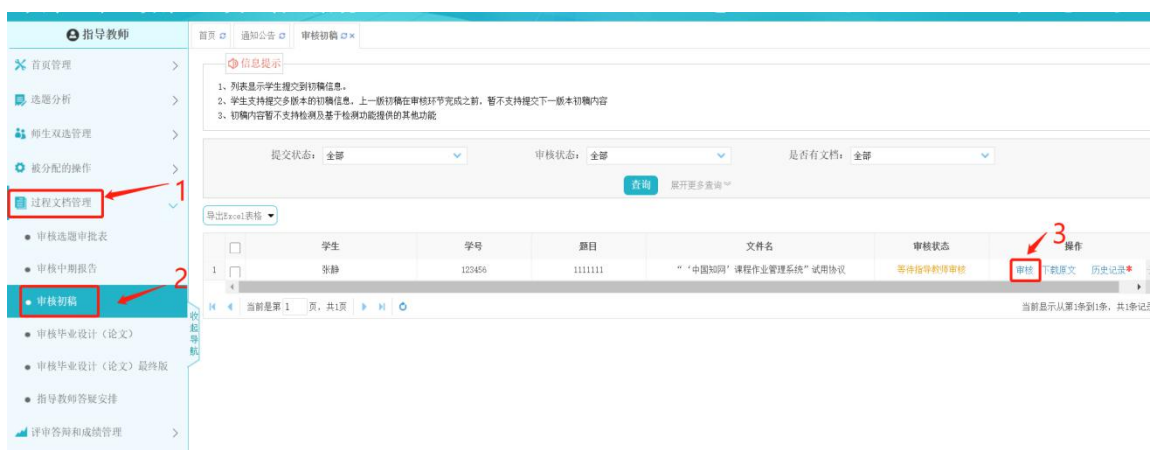 指导教师
首页 通知公告 审核初稿
首页管理
选题分析
师生双选管理
被分配的操作
过程文档管理
1
审核选题审批表
审核中期报告
2
审核初稿
审核毕业设计（论文）
审核毕业设计（论文）最终版
指导教师答疑安排
评审答辩和成绩管理
收起导航
信息提示
1、列表显示学生提交到初稿信息。
2、学生支持提交多版本的初稿信息，上一版初稿在审核环节完成之前，暂不支持提交下一版本初稿内容
3、初稿内容暂不支持检测及基于检测功能提供的其他功能
提交状态： 全部 审核状态： 全部 是否有文档： 全部
查询 展开更多查询
导出Excel表格
3
学生 学号 题目 文件名 审核状态 操作
1 张静 123456 1111111 “‘中国知网’课程作业管理系统”试用协议 等待指导教师审核 审核 下载原文 历史记录*
当前是第 1 页，共1页 当前显示从第1条到1条，共1条记录